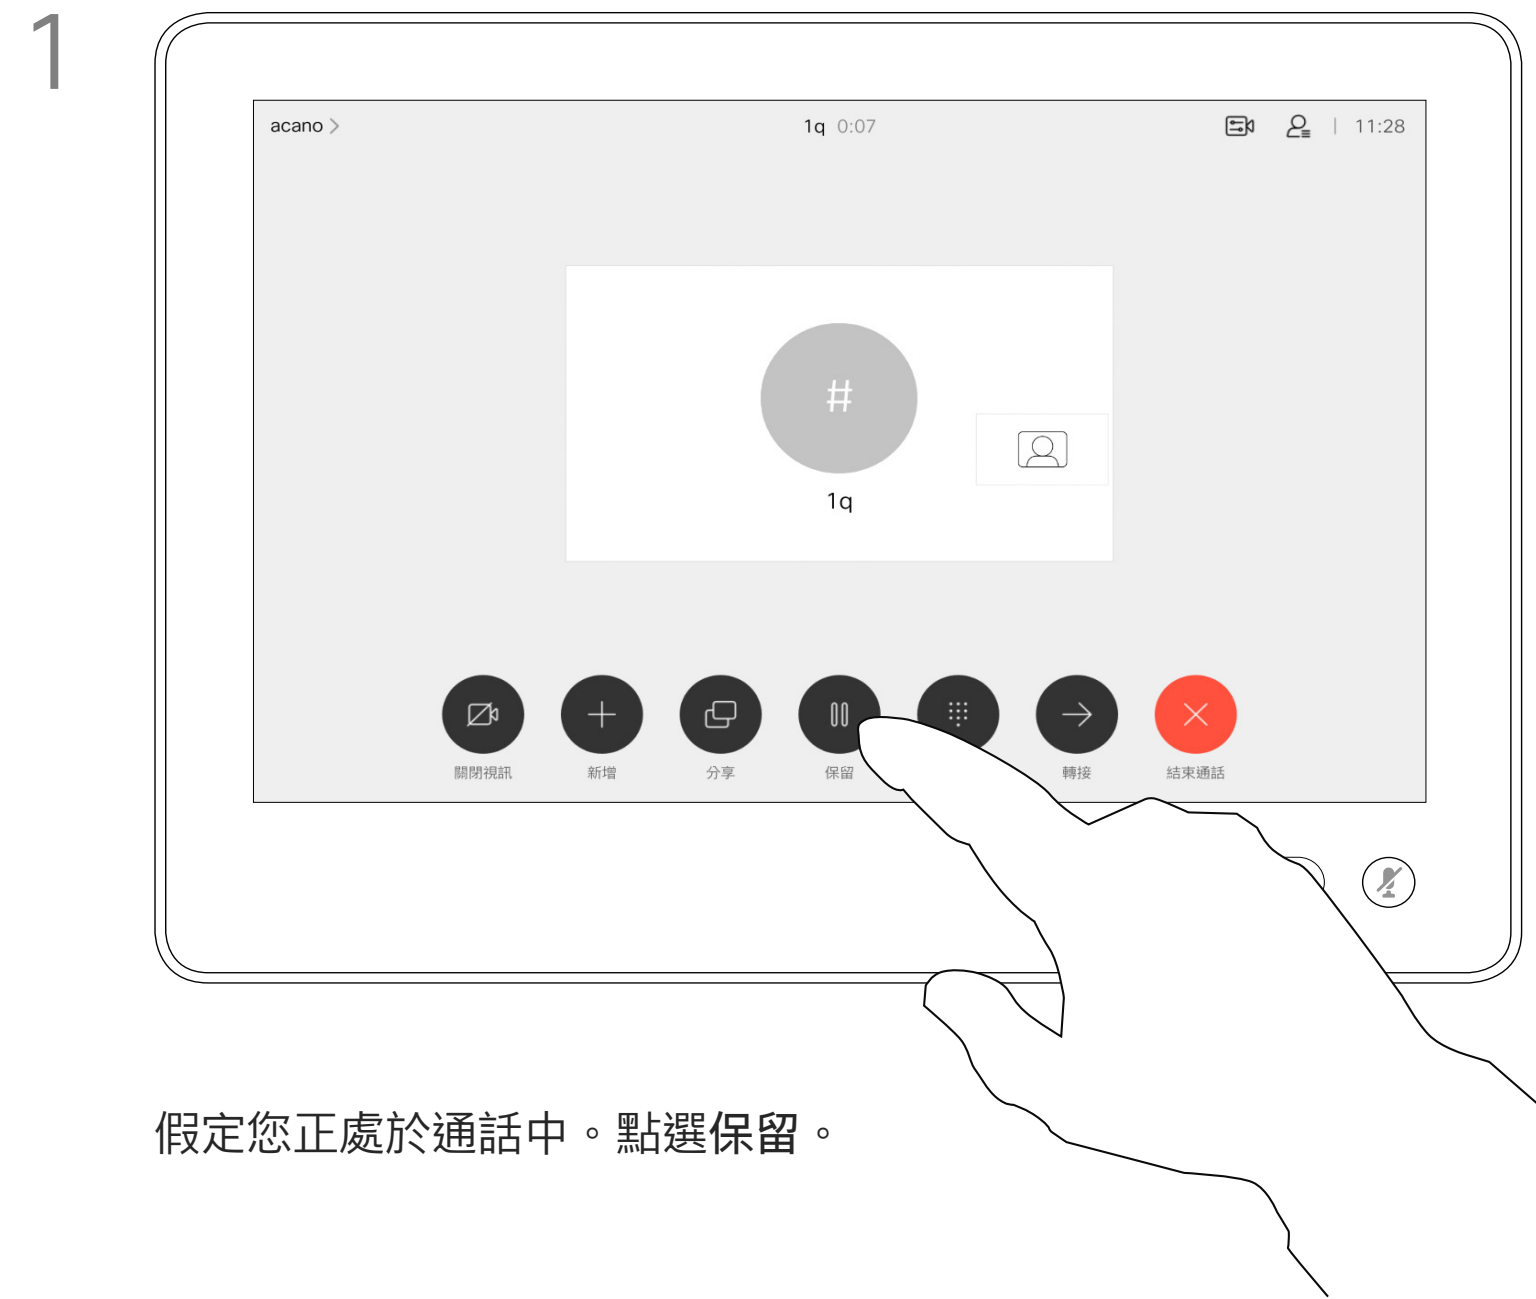 1
acano
1q 0:07
11:28
#
1q
關閉視訊
新增
分享
保留
轉接
結束通話
假定您正處於通話中。點選保留。